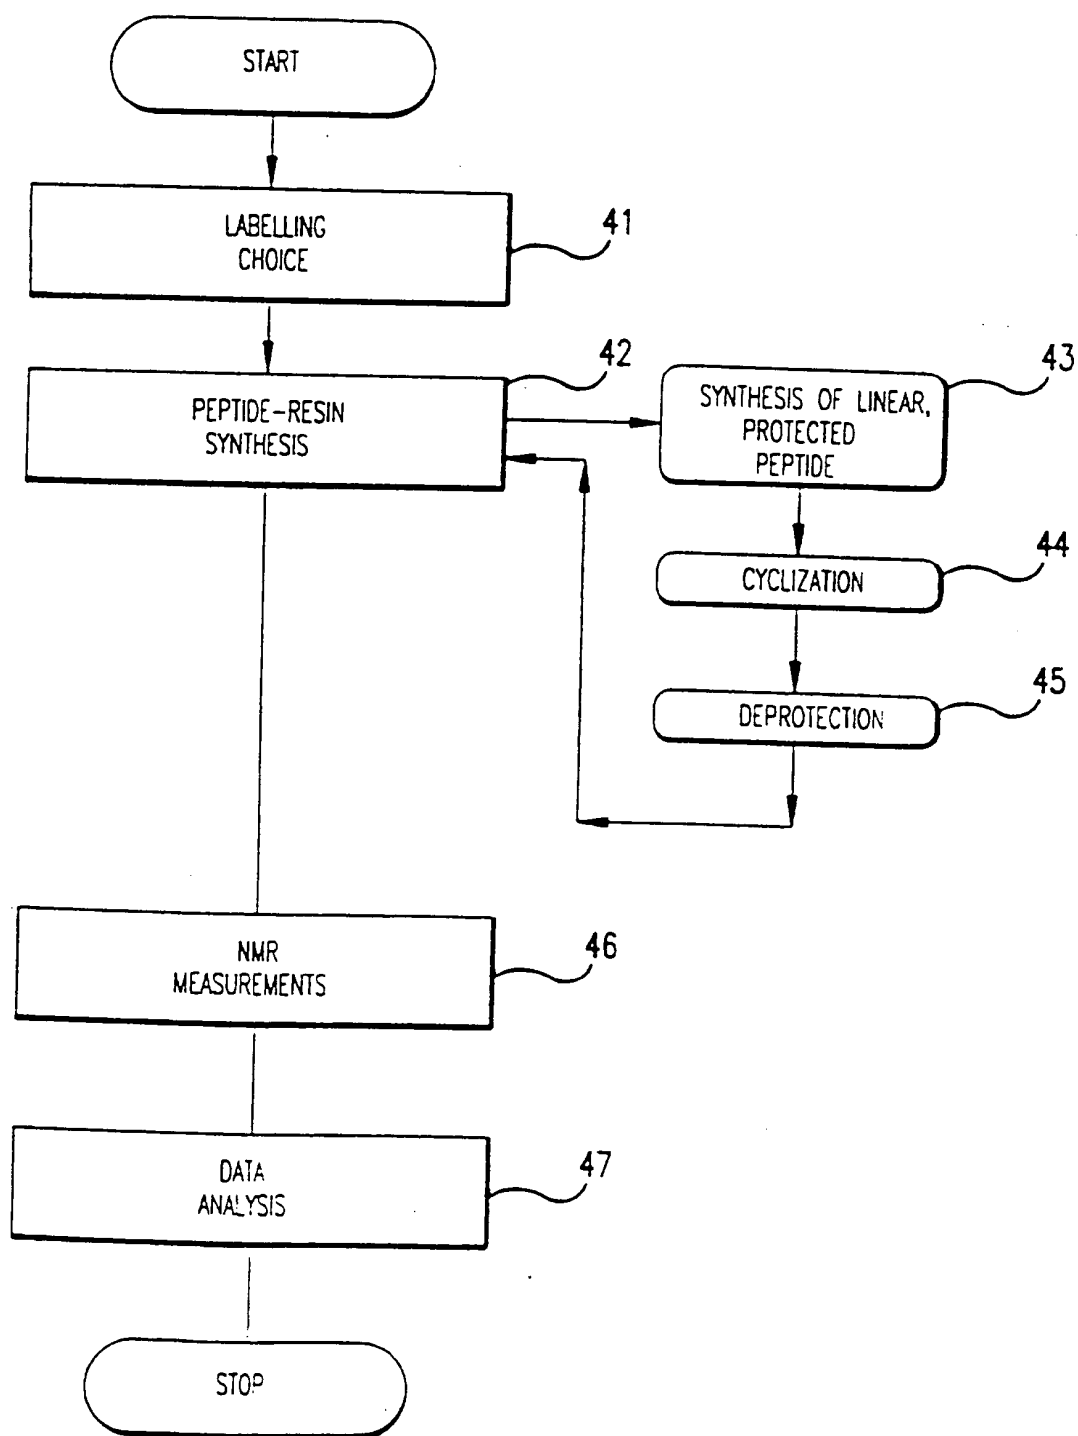 START
LABELLING
CHOICE
41
PEPTIDE-RESIN
SYNTHESIS
42
SYNTHESIS OF LINEAR,
PROTECTED
PEPTIDE
43
CYCLIZATION
44
DEPROTECTION
45
NMR
MEASUREMENTS
46
DATA
ANALYSIS
47
STOP